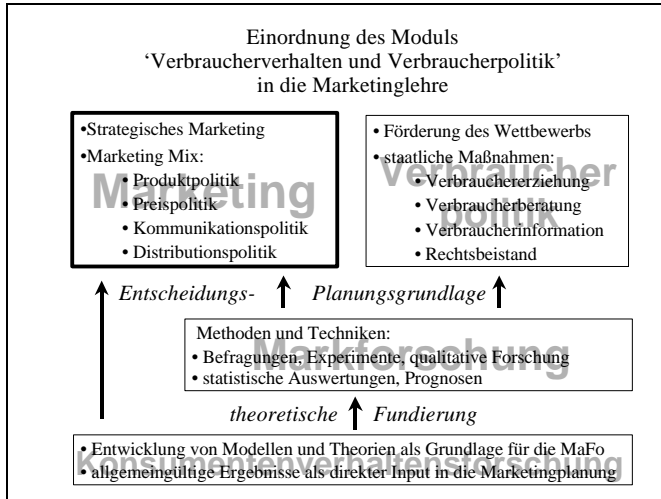 Einordnung des Moduls
‘Verbraucherverhalten und Verbraucherpolitik’
in die Marketinglehre
•Strategisches Marketing
•Marketing Mix:
• Produktpolitik
• Preispolitik
• Kommunikationspolitik
• Distributionspolitik
Marketing
• Förderung des Wettbewerbs
• staatliche Maßnahmen:
• Verbrauchererziehung
• Verbraucherberatung
• Verbraucherinformation
• Rechtsbeistand
Verbraucher
politik
Entscheidungs- Planungsgrundlage
Methoden und Techniken:
• Befragungen, Experimente, qualitative Forschung
• statistische Auswertungen, Prognosen
Marktforschung
theoretische Fundierung
• Entwicklung von Modellen und Theorien als Grundlage für die MaFo
• allgemeingültige Ergebnisse als direkter Input in die Marketingplanung
Konsumentenverhaltensforschung